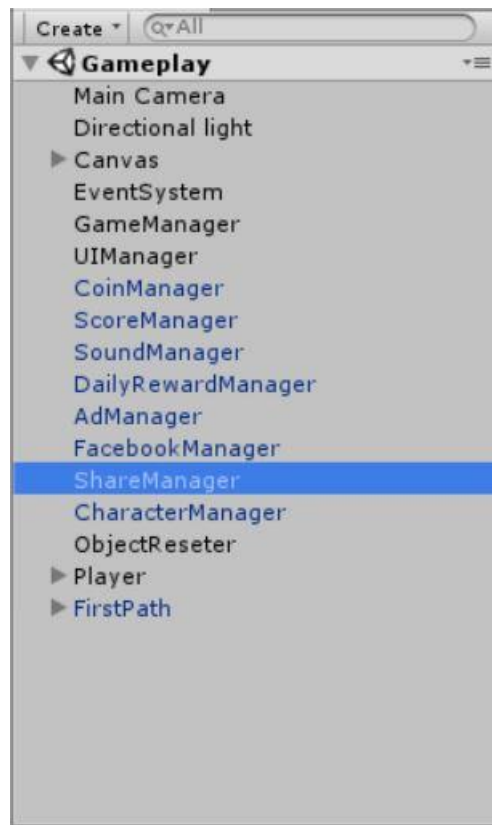 Create All
Gameplay
Main Camera
Directional light
Canvas
EventSystem
GameManager
UIManager
CoinManager
ScoreManager
SoundManager
DailyRewardManager
AdManager
FacebookManager
ShareManager
CharacterManager
ObjectReseter
Player
FirstPath